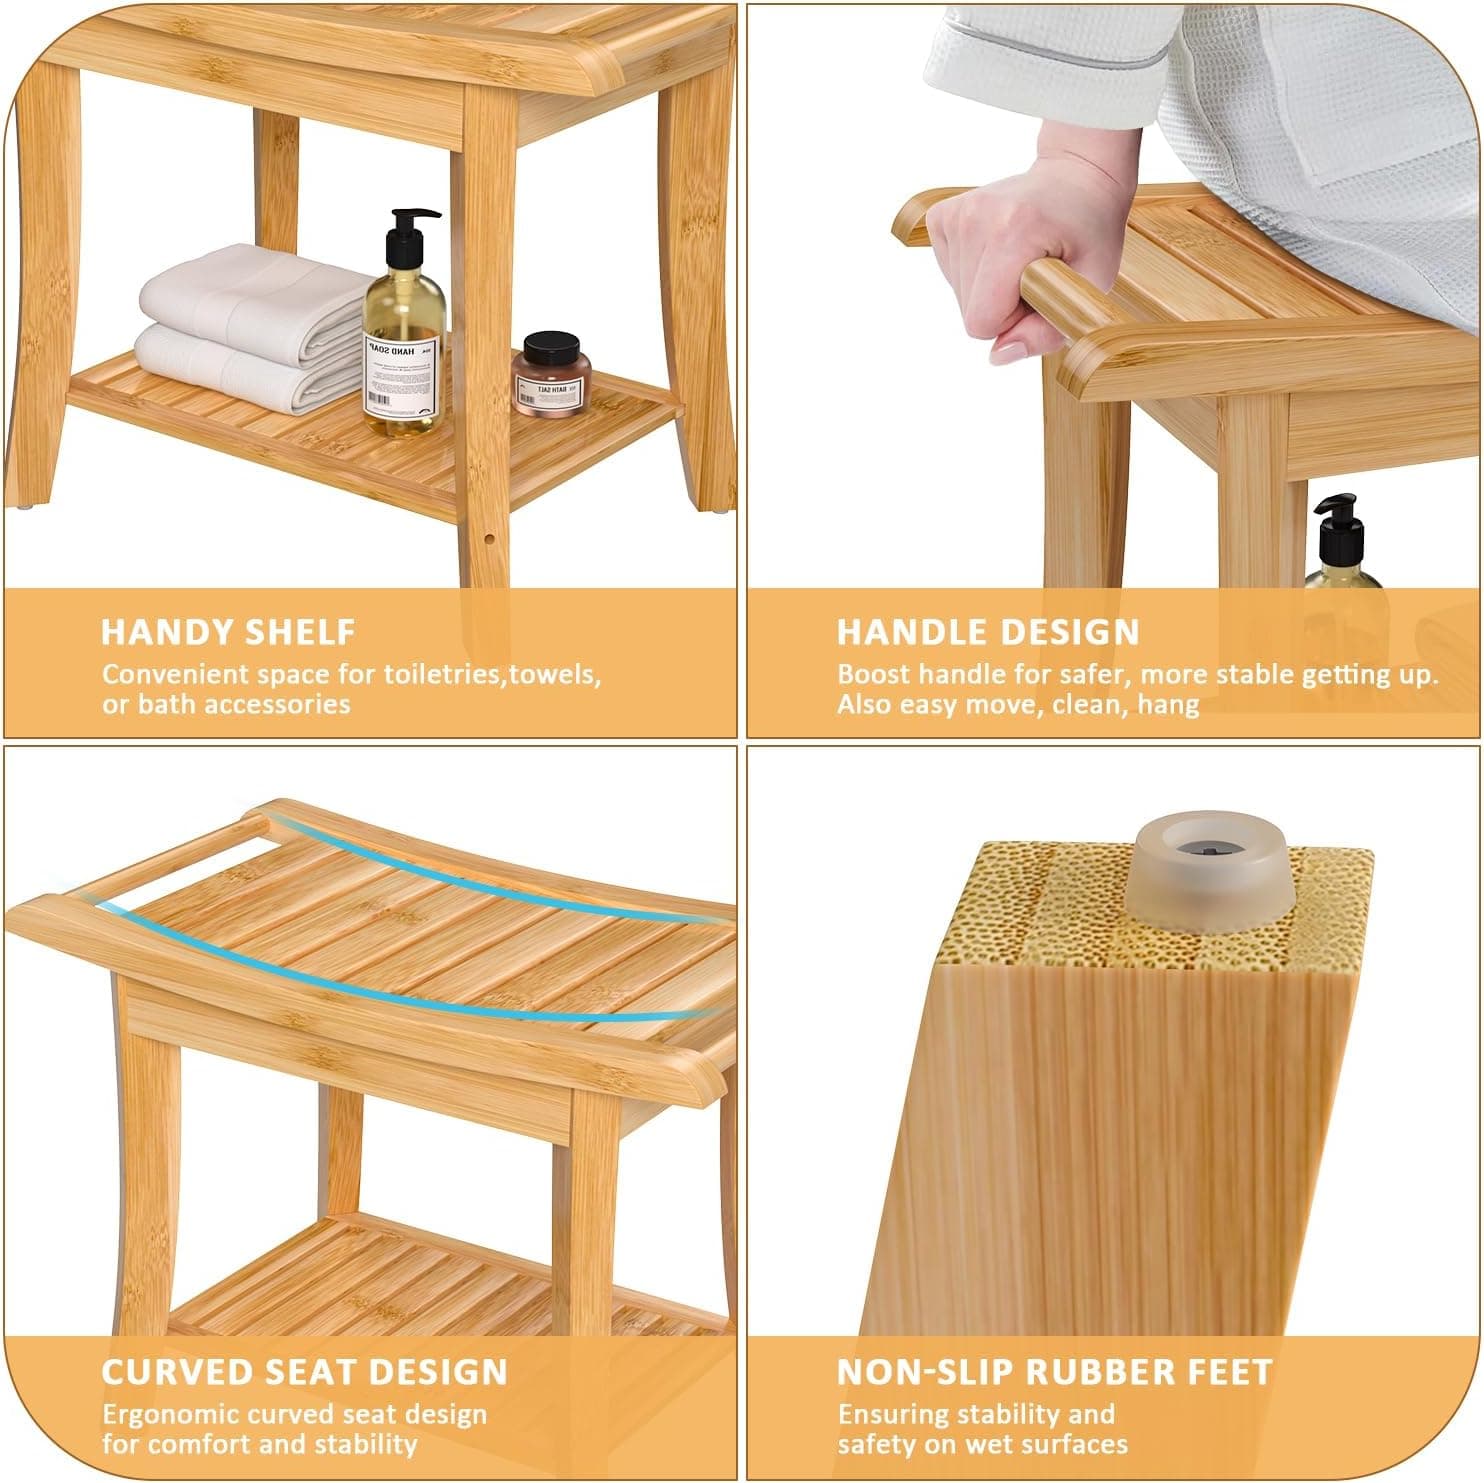 HAND SOAP
BATH SALT
HANDY SHELF
Convenient space for toiletries,towels,
or bath accessories
HANDLE DESIGN
Boost handle for safer, more stable getting up.
Also easy move, clean, hang
CURVED SEAT DESIGN
Ergonomic curved seat design
for comfort and stability
NON-SLIP RUBBER FEET
Ensuring stability and
safety on wet surfaces